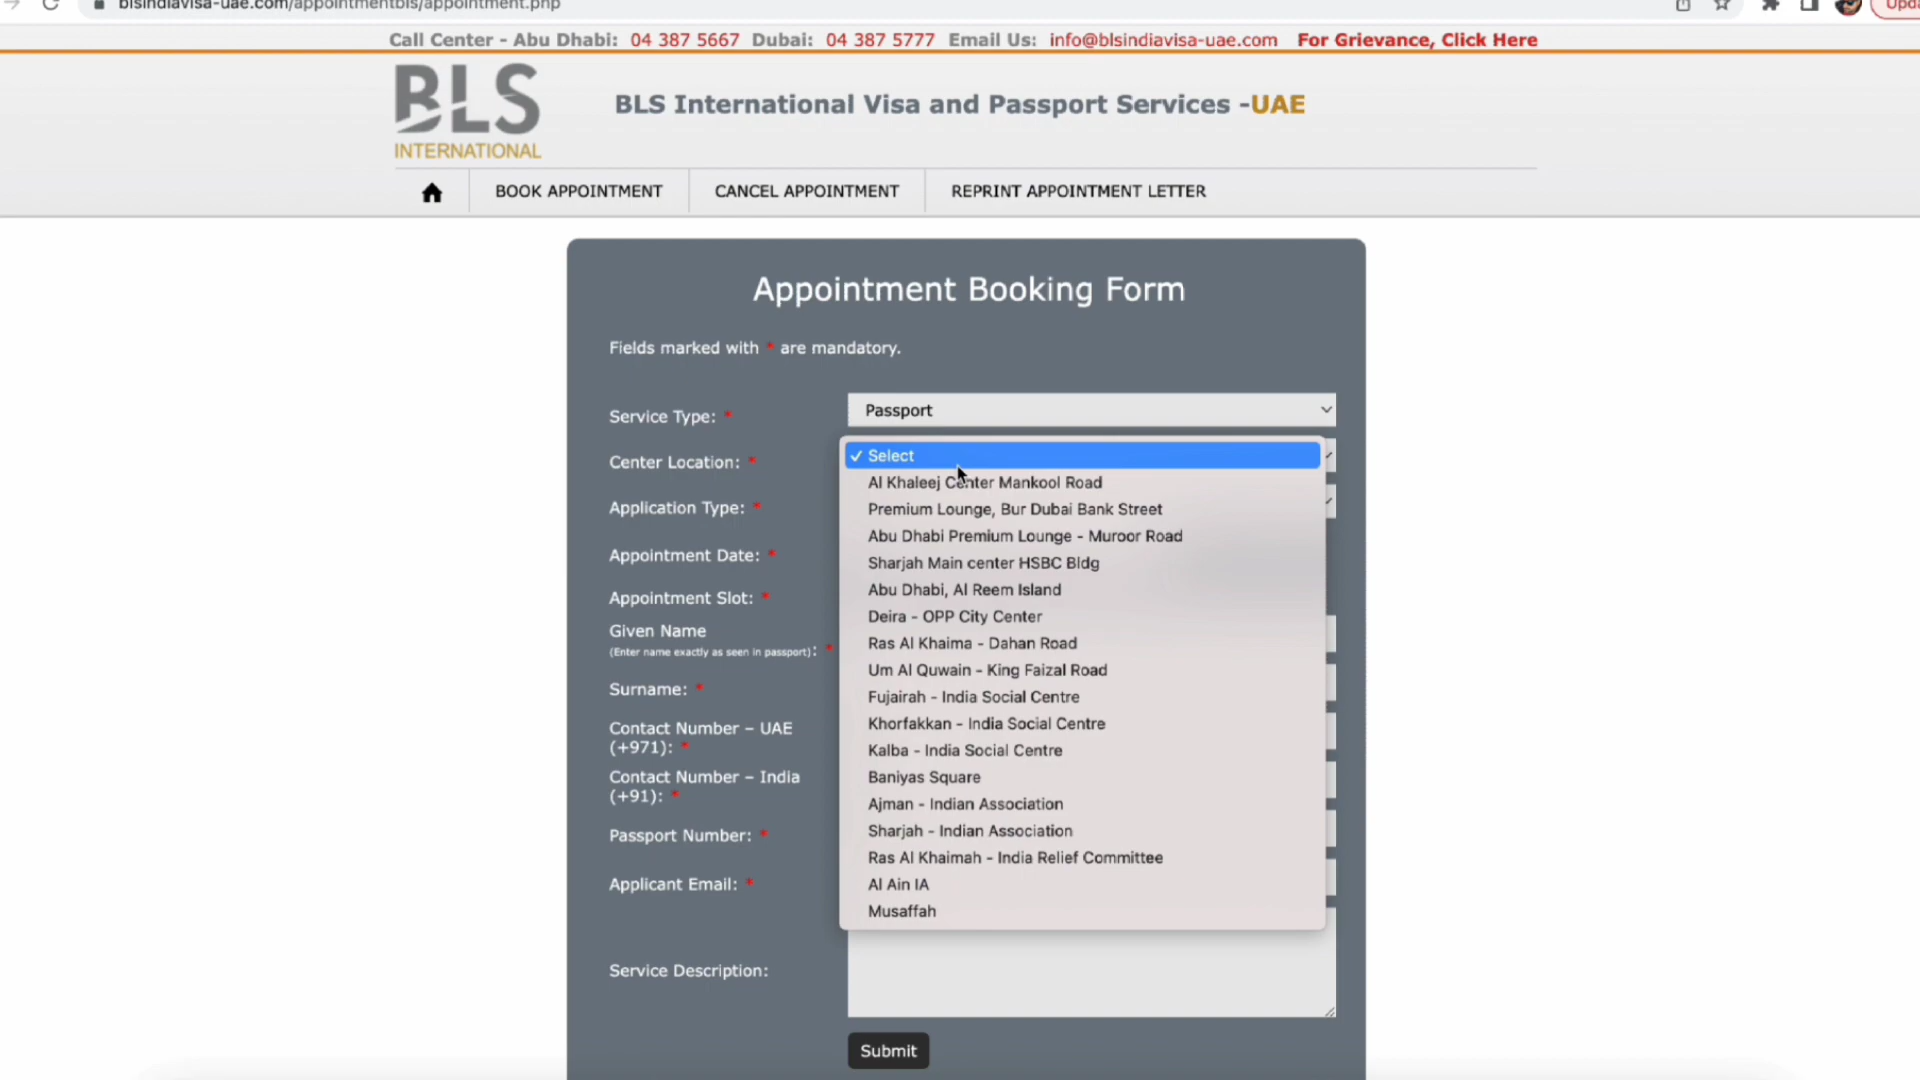 blsindiavisa-uae.com/appointmentbls/appointment.php
Call Center - Abu Dhabi: 04 387 5667 Dubai: 04 387 5777 Email Us: info@blsindiavisa-uae.com For Grievance, Click Here
BLS
INTERNATIONAL
BLS International Visa and Passport Services -UAE
BOOK APPOINTMENT
CANCEL APPOINTMENT
REPRINT APPOINTMENT LETTER
Appointment Booking Form
Fields marked with * are mandatory.
Service Type: *
Passport
Center Location: *
✓ Select
Al Khaleej Center Mankool Road
Premium Lounge, Bur Dubai Bank Street
Abu Dhabi Premium Lounge - Muroor Road
Sharjah Main center HSBC Bldg
Abu Dhabi, Al Reem Island
Deira - OPP City Center
Ras Al Khaima - Dahan Road
Um Al Quwain - King Faizal Road
Fujairah - India Social Centre
Khorfakkan - India Social Centre
Kalba - India Social Centre
Baniyas Square
Ajman - Indian Association
Sharjah - Indian Association
Ras Al Khaimah - India Relief Committee
Al Ain IA
Musaffah
Application Type: *
Appointment Date: *
Appointment Slot: *
Given Name
(Enter name exactly as seen in passport): *
Surname: *
Contact Number – UAE
(+971): *
Contact Number – India
(+91): *
Passport Number: *
Applicant Email: *
Service Description:
Submit